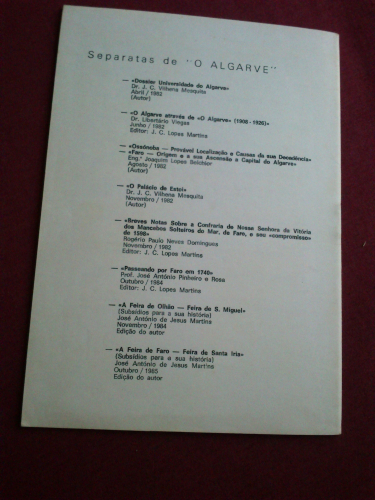 Separatas de "O ALGARVE"
— «Dossier Universidade do Algarve»
Dr. J. C. Vilhena Mesquita
Abril / 1982
(Autor)
— «O Algarve através de «O Algarve» (1908 - 1926)»
Dr. Libertário Viegas
Junho / 1982
Editor: J. C. Lopes Martins
— «Ossónoba — Provável Localização e Causas da sua Decadência»
— «Faro — Origem e a sua Ascensão a Capital do Algarve»
Eng.º Joaquim Lopes Belchior
Agosto / 1982
(Autor)
— «O Palácio de Estoi»
Dr. J. C. Vilhena Mesquita
Novembro / 1982
(Autor)
— «Breves Notas Sobre a Confraria de Nossa Senhora da Vitória
dos Mancebos Solteiros do Mar, de Faro, e seu «compromisso»
de 1598»
Rogério Paulo Neves Domingues
Novembro / 1982
Editor: J. C. Lopes Martins
— «Passeando por Faro em 1740»
Prof. José António Pinheiro e Rosa
Outubro / 1984
Editor: J. C. Lopes Martins
— «A Feira de Olhão — Feira de S. Miguel»
(Subsídios para a sua história)
José António de Jesus Martins
Novembro / 1984
Edição do autor
— «A Feira de Faro — Feira de Santa Iria»
(Subsídios para a sua história)
José António de Jesus Martins
Outubro / 1985
Edição do autor